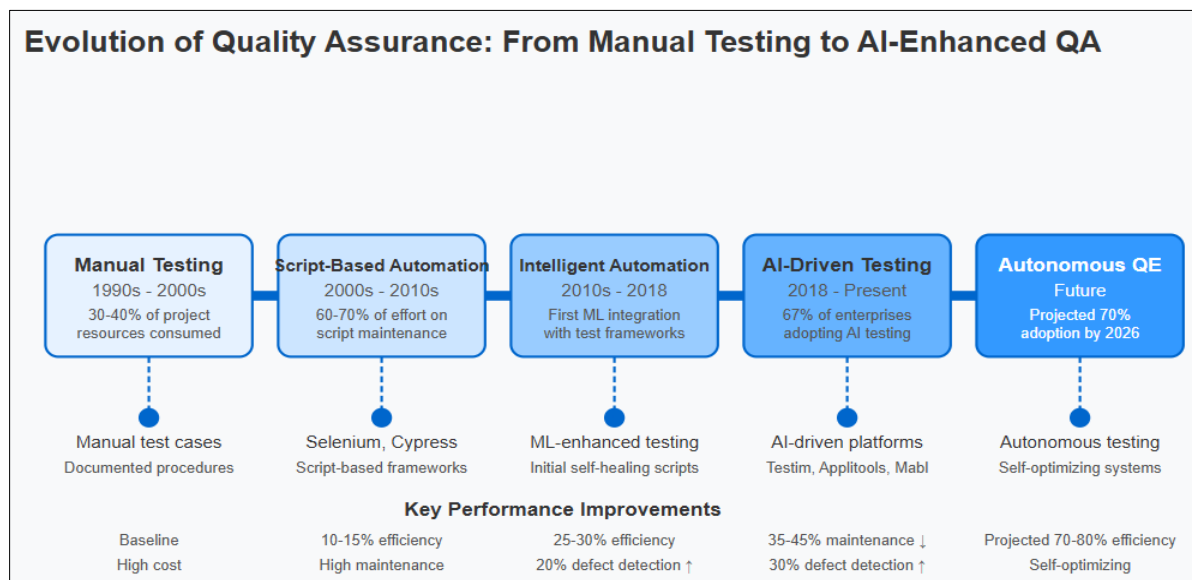 Evolution of Quality Assurance: From Manual Testing to AI-Enhanced QA
Manual Testing
1990s - 2000s
30-40% of project
resources consumed
Script-Based Automation
2000s - 2010s
60-70% of effort on
script maintenance
Intelligent Automation
2010s - 2018
First ML integration
with test frameworks
AI-Driven Testing
2018 - Present
67% of enterprises
adopting AI testing
Autonomous QE
Future
Projected 70%
adoption by 2026
Manual test cases
Documented procedures
Selenium, Cypress
Script-based frameworks
ML-enhanced testing
Initial self-healing scripts
AI-driven platforms
Testim, Applitools, Mabl
Autonomous testing
Self-optimizing systems
Key Performance Improvements
Baseline
High cost
10-15% efficiency
High maintenance
25-30% efficiency
20% defect detection ↑
35-45% maintenance ↓
30% defect detection ↑
Projected 70-80% efficiency
Self-optimizing